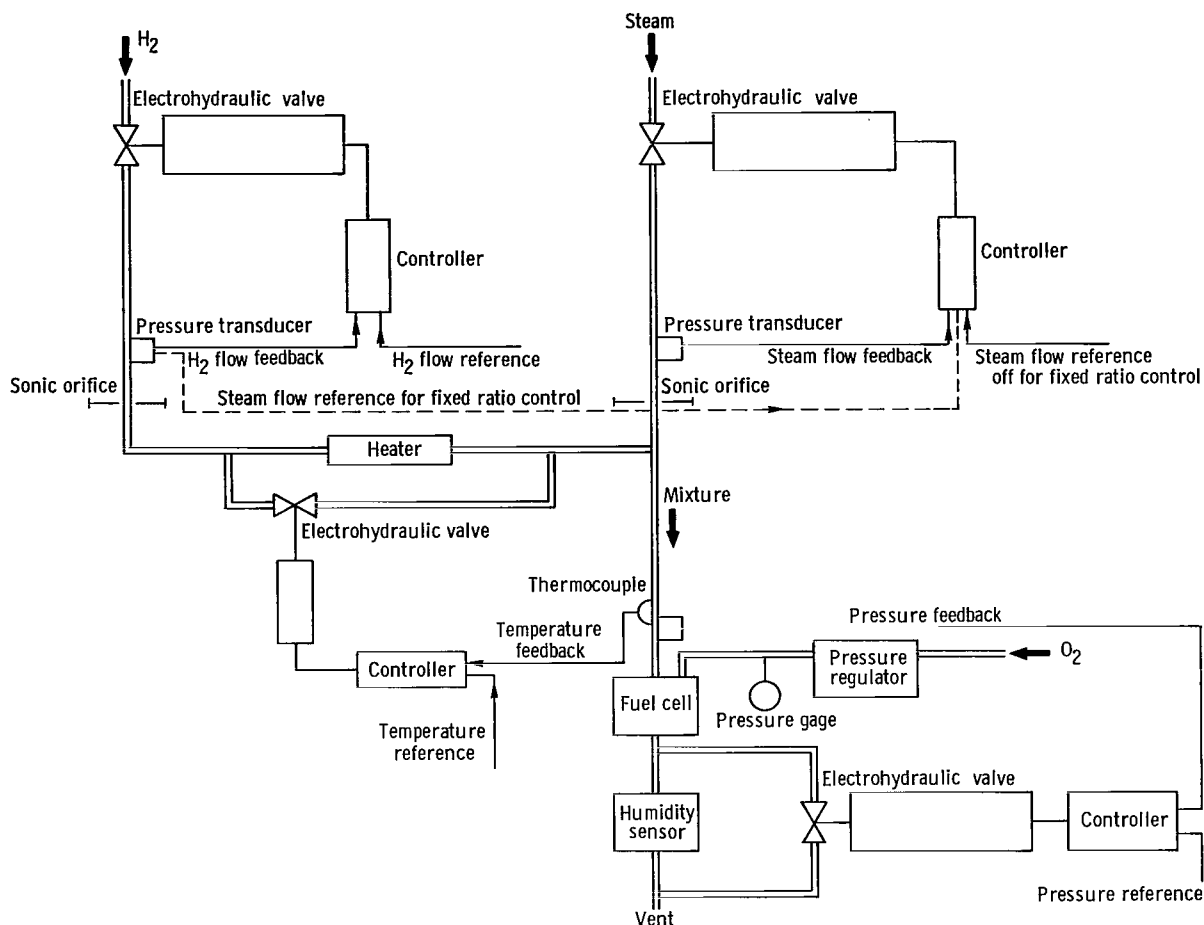 Steam
H2
Electrohydraulic valve
Electrohydraulic valve
Controller
Controller
Pressure transducer
H2 flow feedback
H2 flow reference
Pressure transducer
Steam flow feedback
Steam flow reference
off for fixed ratio control
Sonic orifice
Steam flow reference for fixed ratio control
Sonic orifice
Heater
Mixture
Electrohydraulic valve
Thermocouple
Temperature
feedback
Pressure feedback
Controller
Pressure
regulator
O2
Fuel cell
Pressure gage
Temperature
reference
Electrohydraulic valve
Humidity
sensor
Controller
Pressure reference
Vent